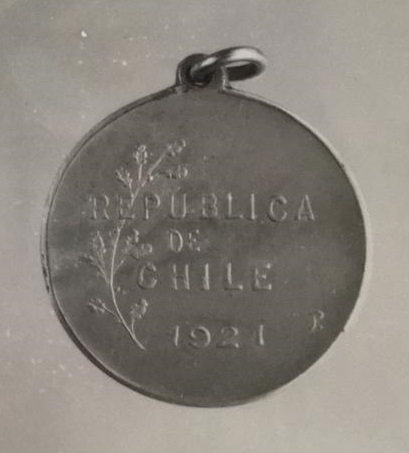 REPUBLICA
DE
CHILE
1921
R